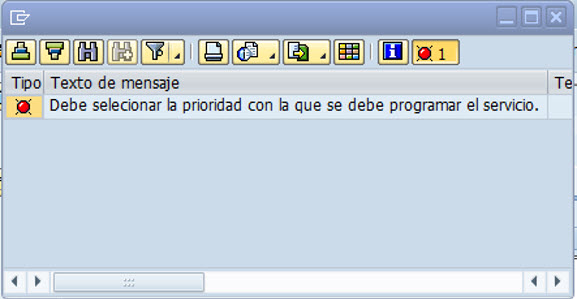 1
Tipo Texto de mensaje Te
Debe selecionar la prioridad con la que se debe programar el servicio.